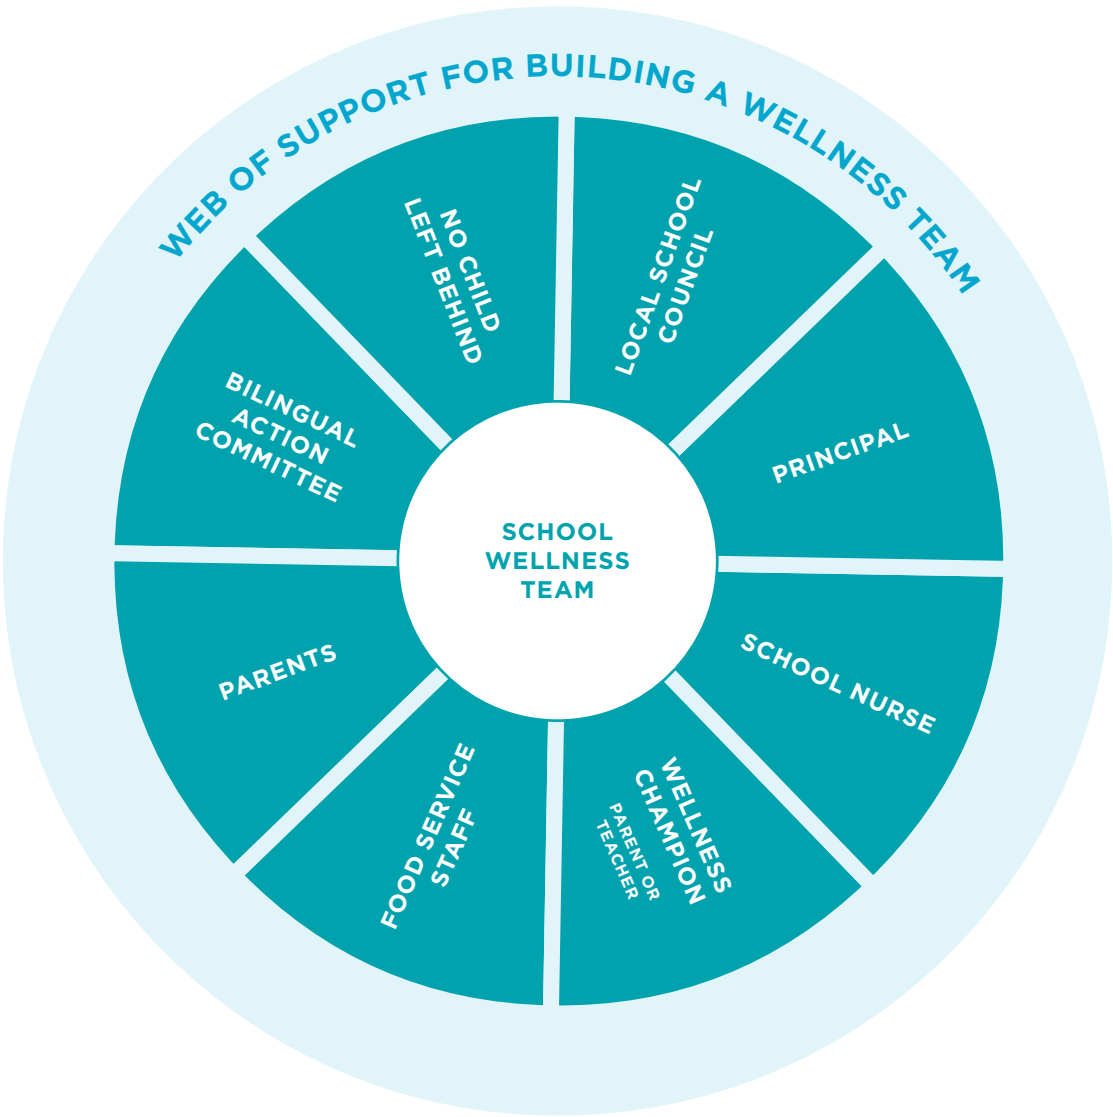 WEB OF SUPPORT FOR BUILDING A WELLNESS TEAM
NO CHILD
LEFT BEHIND
LOCAL SCHOOL
COUNCIL
PRINCIPAL
SCHOOL NURSE
WELLNESS
CHAMPION
PARENT OR
TEACHER
FOOD SERVICE
STAFF
PARENTS
BILINGUAL
ACTION
COMMITTEE
SCHOOL
WELLNESS
TEAM